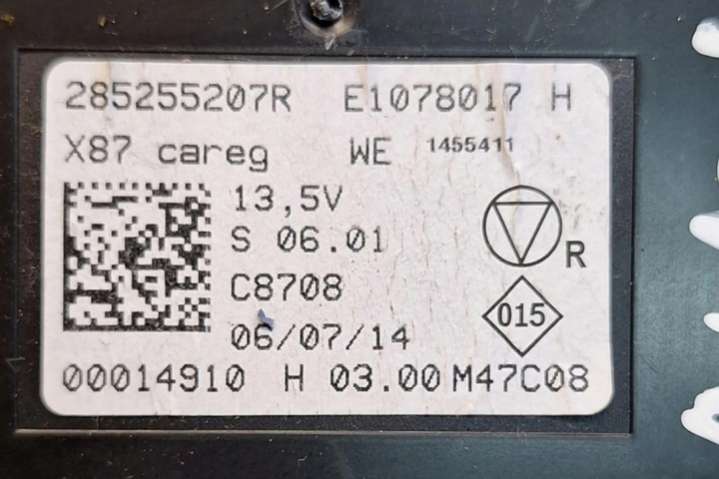 285255207R E1078017 H
X87 careg WE 1455411
13,5V
S 06.01
R
C8708
015
06/07/14
00014910 H 03.00 M47C08